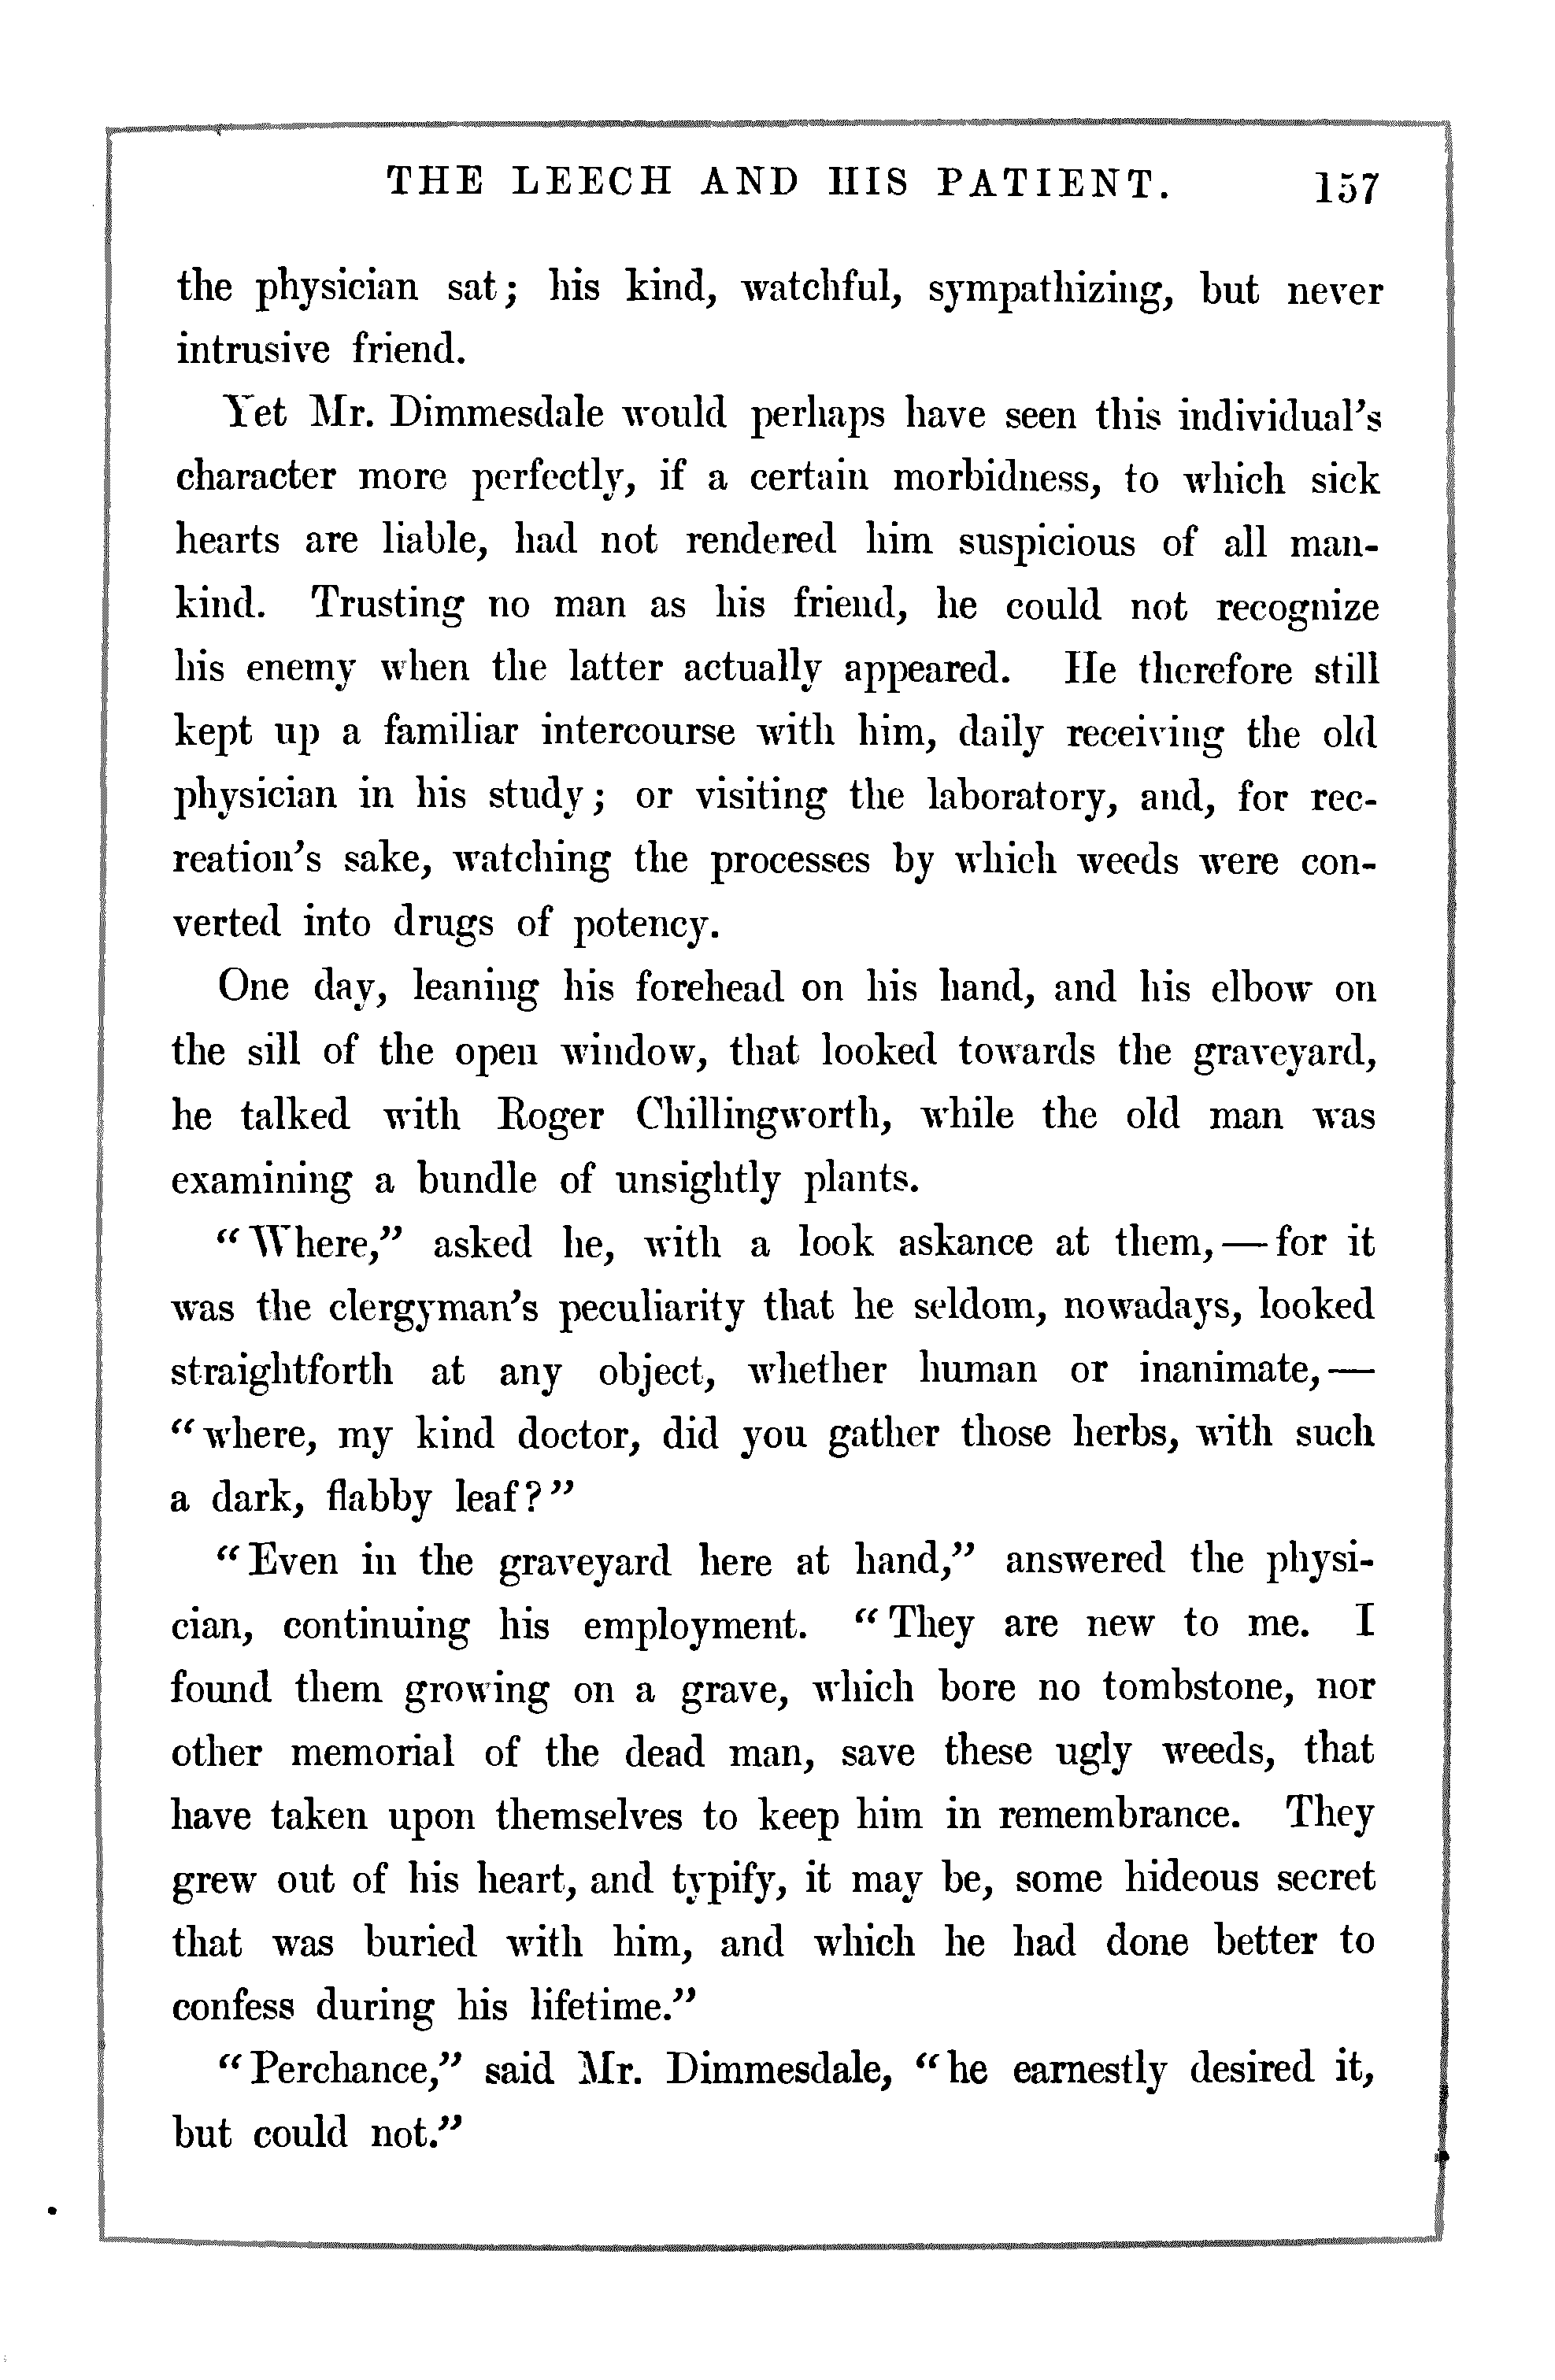 THE LEECH AND HIS PATIENT. 157
the physician sat; his kind, watchful, sympathizing, but never
intrusive friend.
Yet Mr. Dimmesdale would perhaps have seen this individual's
character more perfectly, if a certain morbidness, to which sick
hearts are liable, had not rendered him suspicious of all man-
kind. Trusting no man as his friend, he could not recognize
his enemy when the latter actually appeared. He therefore still
kept up a familiar intercourse with him, daily receiving the old
physician in his study; or visiting the laboratory, and, for rec-
reation's sake, watching the processes by which weeds were con-
verted into drugs of potency.
One day, leaning his forehead on his hand, and his elbow on
the sill of the open window, that looked towards the graveyard,
he talked with Roger Chillingworth, while the old man was
examining a bundle of unsightly plants.
“Where,” asked he, with a look askance at them,—for it
was the clergyman's peculiarity that he seldom, nowadays, looked
straightforth at any object, whether human or inanimate,—
“where, my kind doctor, did you gather those herbs, with such
a dark, flabby leaf?”
“Even in the graveyard here at hand,” answered the physi-
cian, continuing his employment. “They are new to me. I
found them growing on a grave, which bore no tombstone, nor
other memorial of the dead man, save these ugly weeds, that
have taken upon themselves to keep him in remembrance. They
grew out of his heart, and typify, it may be, some hideous secret
that was buried with him, and which he had done better to
confess during his lifetime.”
“Perchance,” said Mr. Dimmesdale, “he earnestly desired it,
but could not.”